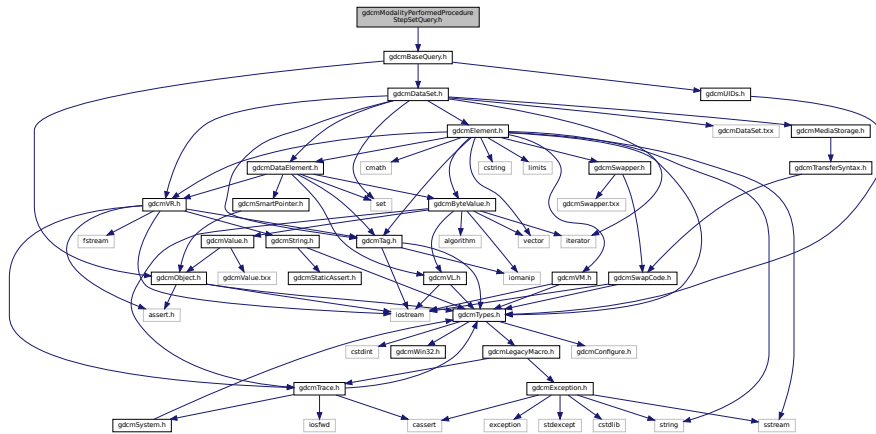 gdcmModalityPerformedProcedure
StepSetQuery.h
gdcmBaseQuery.h
gdcmDataSet.h
gdcmUIDs.h
gdcmElement.h
gdcmDataSet.txx
gdcmMediaStorage.h
gdcmDataElement.h
cmath
cstring
limits
gdcmSwapper.h
gdcmTransferSyntax.h
gdcmVR.h
gdcmSmartPointer.h
set
gdcmByteValue.h
gdcmSwapper.txx
fstream
gdcmValue.h
gdcmString.h
gdcmTag.h
algorithm
vector
iterator
gdcmObject.h
gdcmValue.txx
gdcmStaticAssert.h
gdcmVL.h
iomanip
gdcmVM.h
gdcmSwapCode.h
assert.h
iostream
gdcmTypes.h
cstdint
gdcmWin32.h
gdcmLegacyMacro.h
gdcmConfigure.h
gdcmTrace.h
gdcmException.h
gdcmSystem.h
iosfwd
cassert
exception
stdexcept
cstdlib
string
sstream